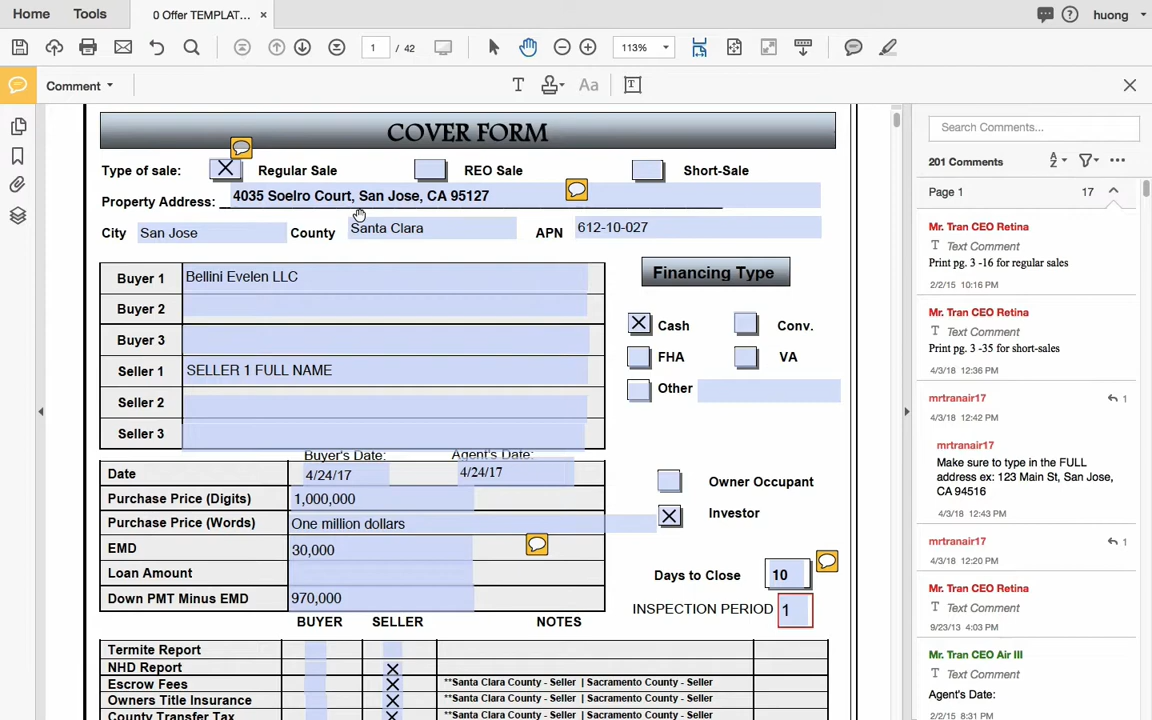 Home Tools 0 Offer TEMPLAT... × huong
1 / 42 113%
Comment
COVER FORM
Type of sale: X Regular Sale REO Sale Short-Sale
Property Address: 4035 Soelro Court, San Jose, CA 95127
City San Jose County Santa Clara APN 612-10-027
Buyer 1 Bellini Evelen LLC
Buyer 2
Buyer 3
Seller 1 SELLER 1 FULL NAME
Seller 2
Seller 3
Financing Type
X Cash Conv.
FHA VA
Other
Buyer's Date: Agent's Date:
Date 4/24/17 4/24/17
Purchase Price (Digits) 1,000,000
Purchase Price (Words) One million dollars
EMD 30,000
Loan Amount
Down PMT Minus EMD 970,000
Owner Occupant
X Investor
Days to Close 10
INSPECTION PERIOD 1
BUYER SELLER NOTES
Termite Report
NHD Report X
Escrow Fees X **Santa Clara County - Seller | Sacramento County - Seller
Owners Title Insurance X **Santa Clara County - Seller | Sacramento County - Seller
County Transfer Tax X **Santa Clara County - Seller | Sacramento County - Seller
Search Comments...
201 Comments
Page 1 17
Mr. Tran CEO Retina
T Text Comment
Print pg. 3 -16 for regular sales
2/2/15 10:16 PM
Mr. Tran CEO Retina
T Text Comment
Print pg. 3 -35 for short-sales
4/3/18 12:36 PM
mrtranair17 1
4/3/18 12:42 PM
mrtranair17
Make sure to type in the FULL
address ex: 123 Main St, San Jose,
CA 94516
4/3/18 12:43 PM
mrtranair17 1
4/3/18 12:20 PM
Mr. Tran CEO Retina
T Text Comment
9/23/13 4:03 PM
Mr. Tran CEO Air III
T Text Comment
Agent's Date:
2/2/15 8:31 PM